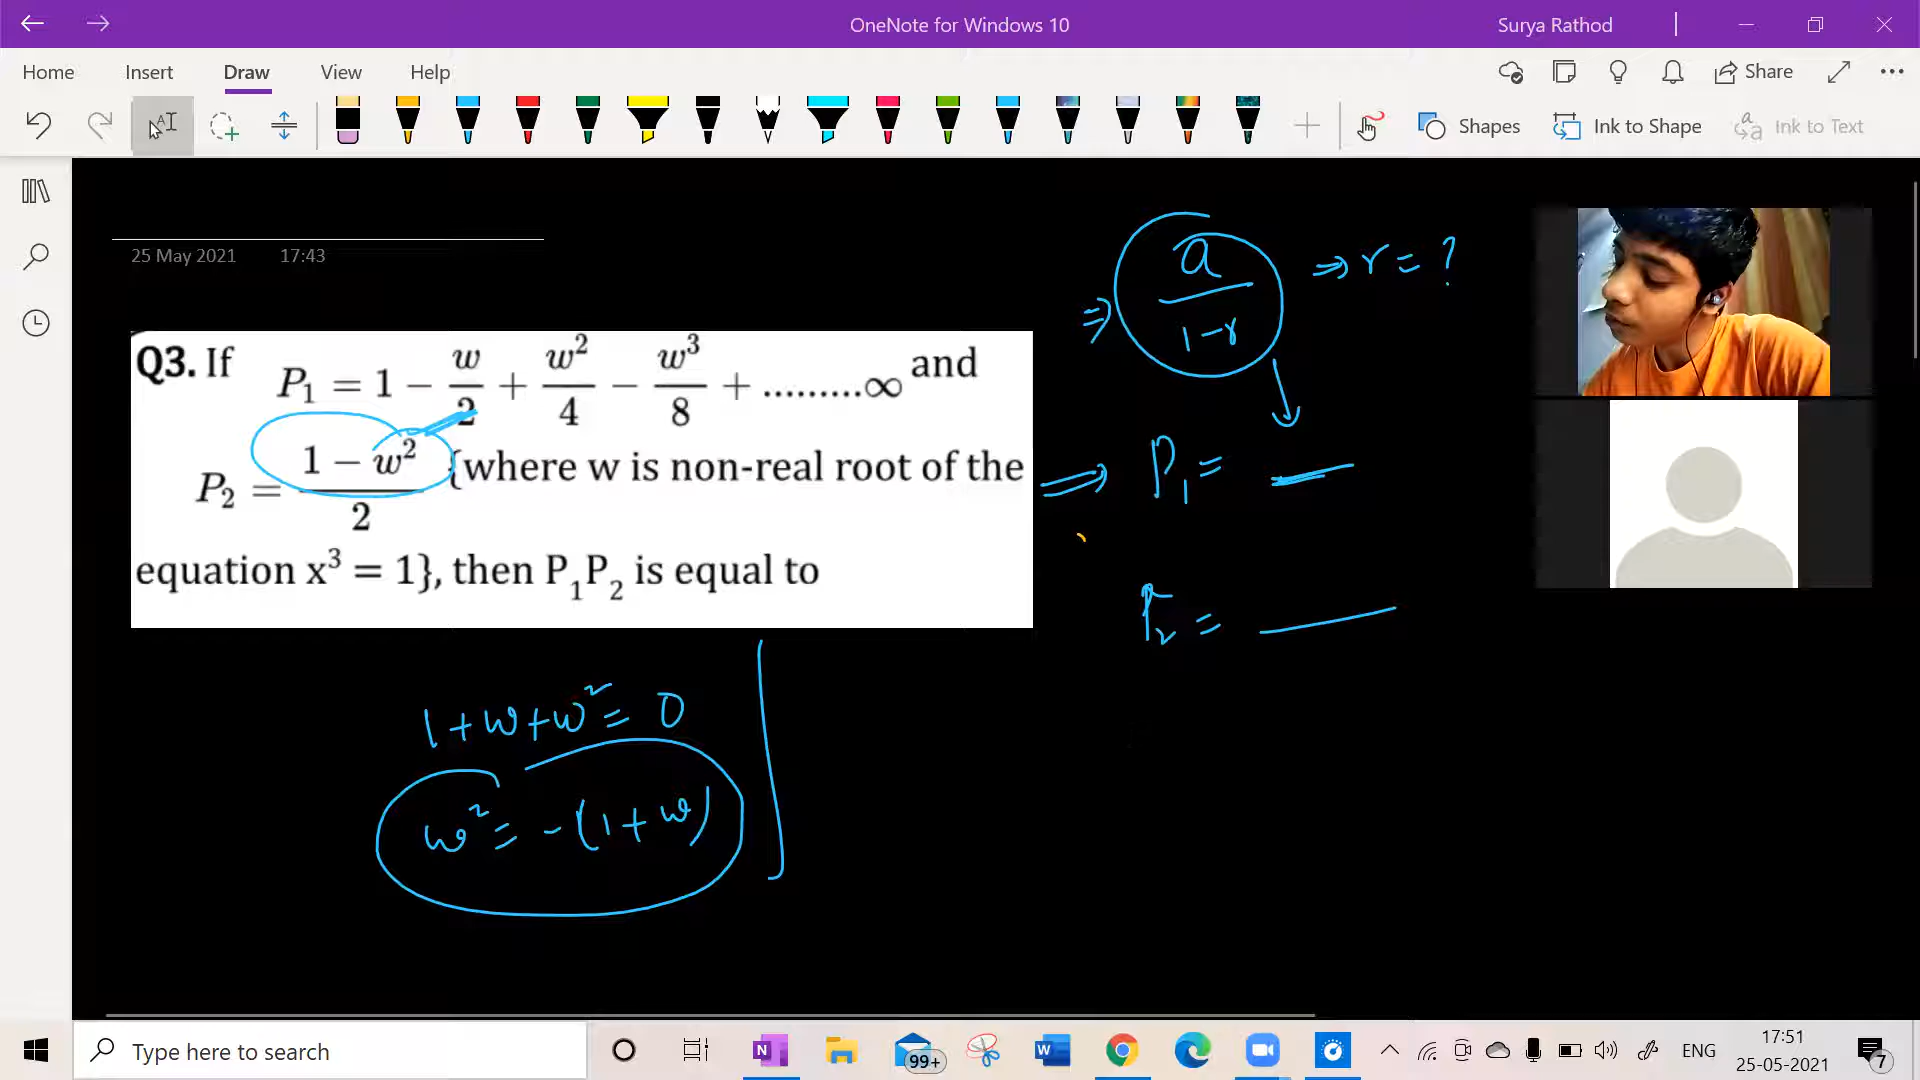 OneNote for Windows 10
Surya Rathod
Home Insert Draw View Help
Share
Shapes Ink to Shape Ink to Text
25 May 2021 17:43
Q3. If P₁ = 1 − w/2 + w²/4 − w³/8 + .........∞ and
P₂ = (1 − w²)/2 {where w is non-real root of the
equation x³ = 1}, then P₁P₂ is equal to
⇒ a/(1−r) ⇒ r = ?
⇒ P₁ = 
P₂ = 
1+w+w² = 0
w² = -(1+w)
Type here to search
99+
ENG
17:51
25-05-2021
7